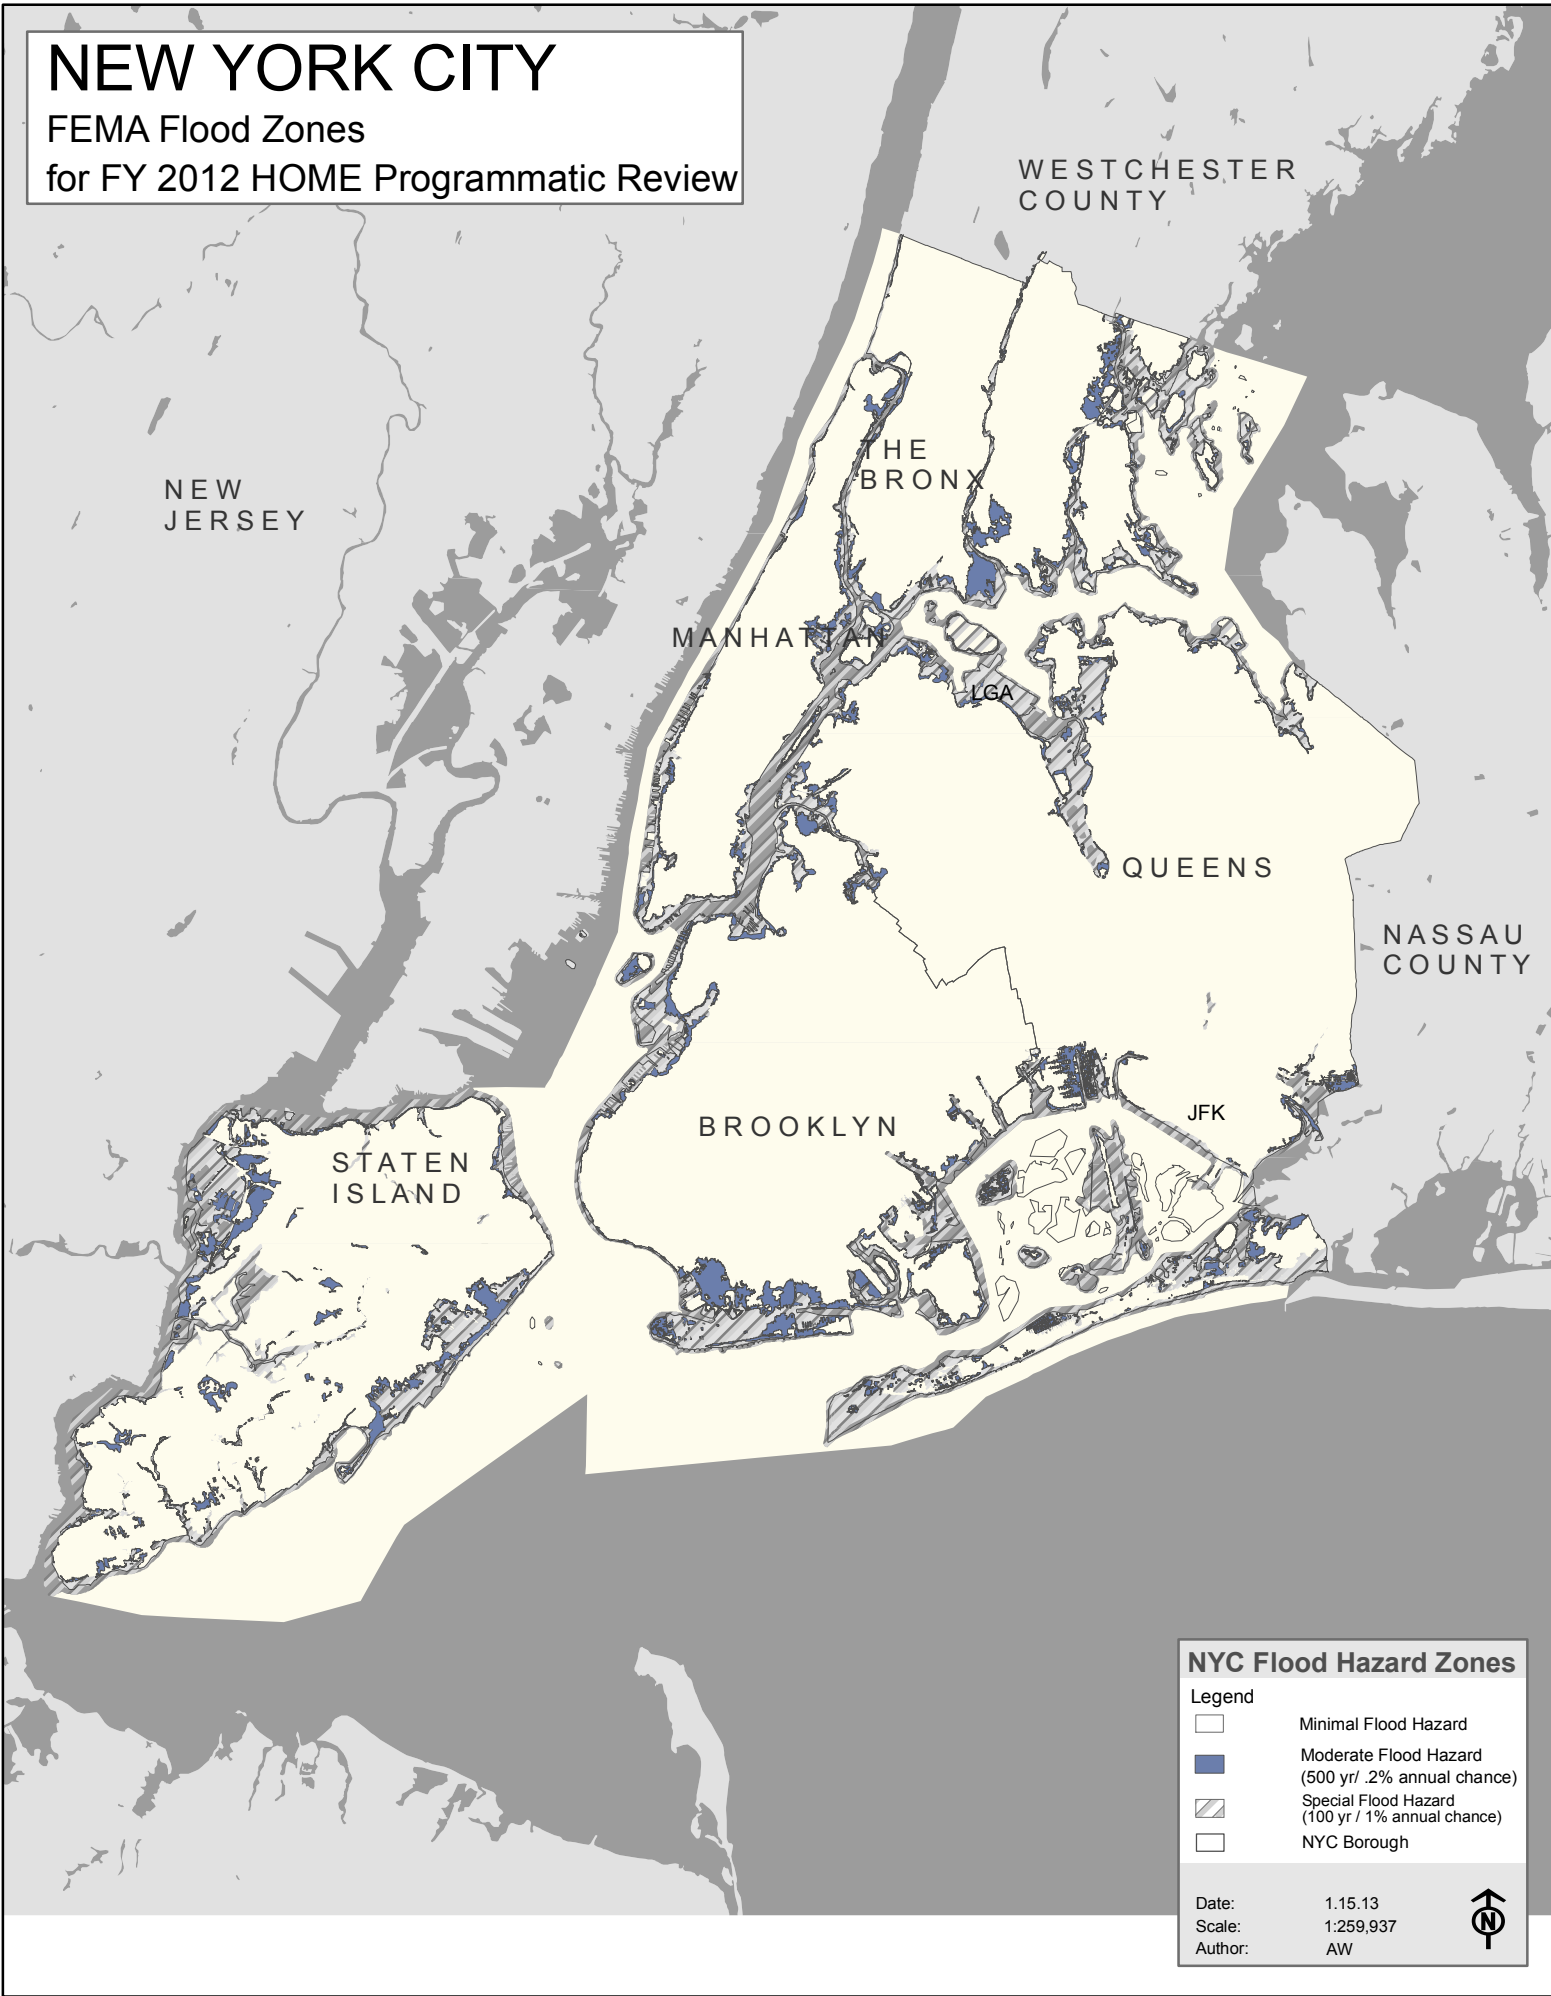 NEW YORK CITY
FEMA Flood Zones
for FY 2012 HOME Programmatic Review
WESTCHESTER
COUNTY
THE
BRONX
NEW
JERSEY
MANHATTAN
LGA
QUEENS
NASSAU
COUNTY
JFK
BROOKLYN
STATEN
ISLAND
NYC Flood Hazard Zones
Legend
Minimal Flood Hazard
Moderate Flood Hazard
(500 yr/ .2% annual chance)
Special Flood Hazard
(100 yr / 1% annual chance)
NYC Borough
Date: 1.15.13
Scale: 1:259,937
Author: AW
N